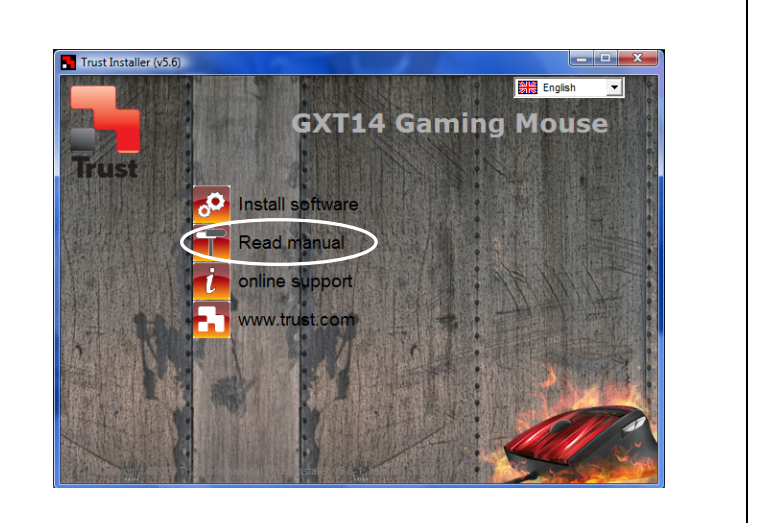 Trust Installer (v5.6)
English
GXT14 Gaming Mouse
Trust
Install software
Read manual
online support
www.trust.com